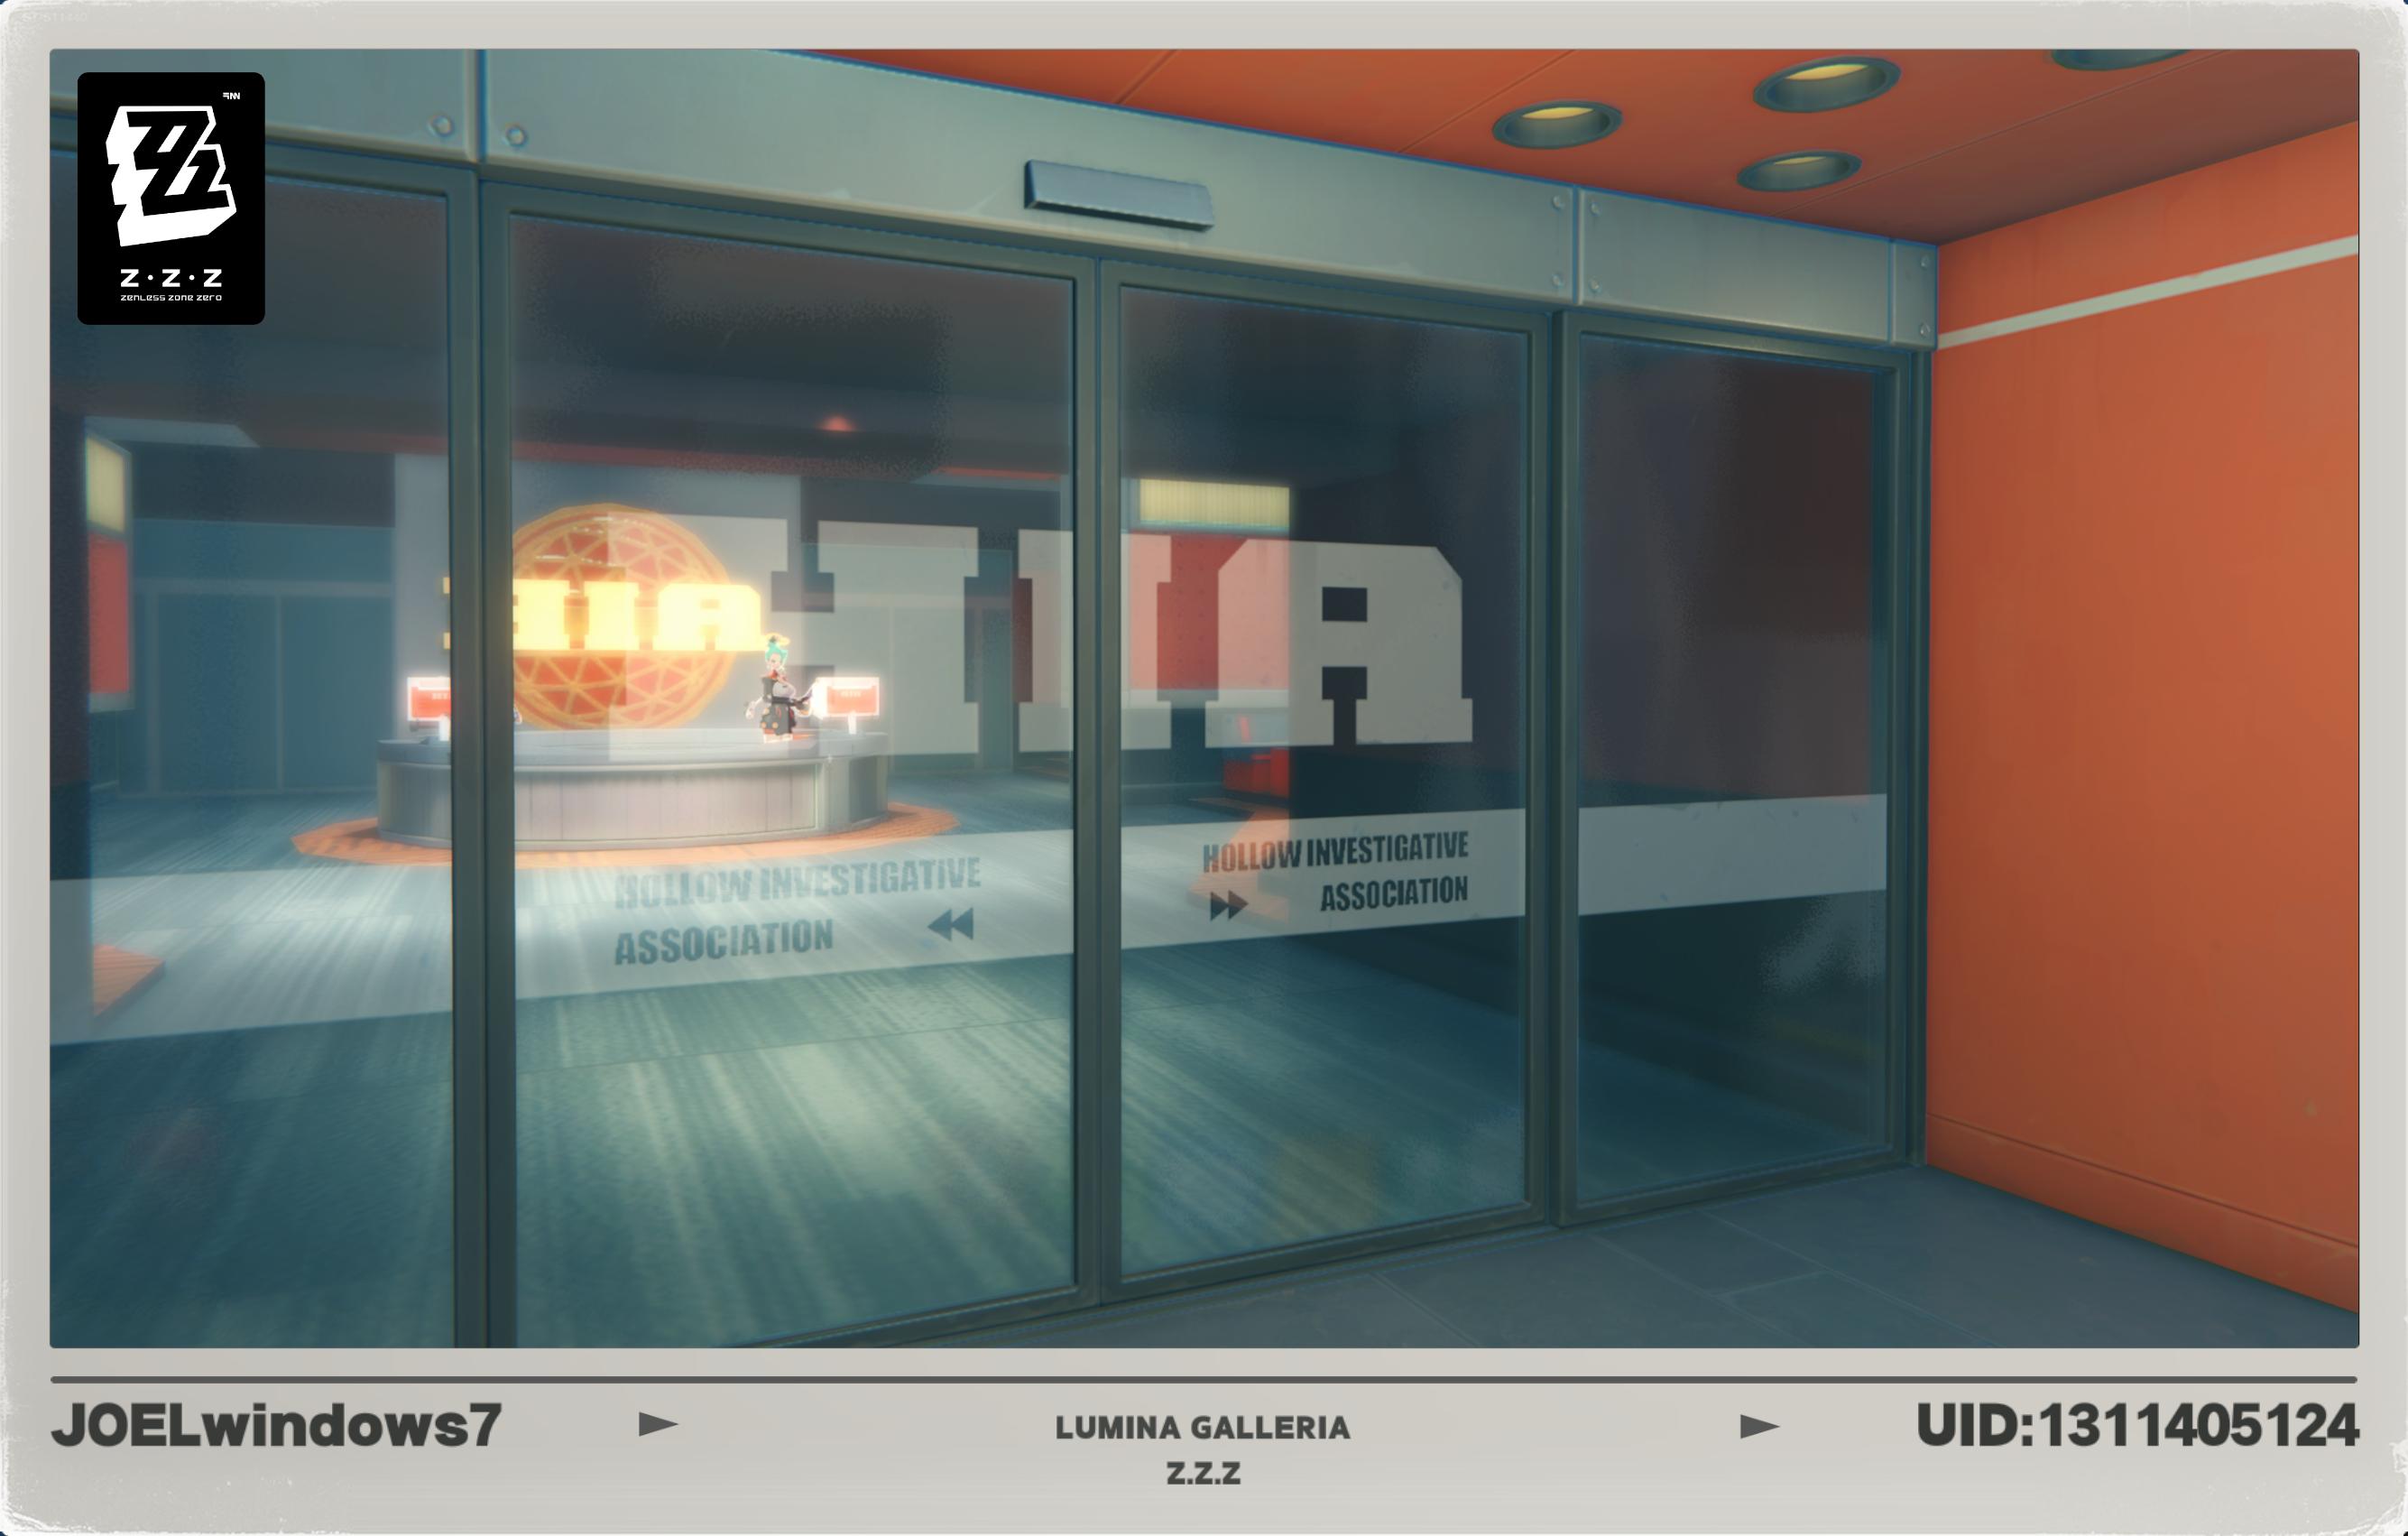 Z·Z·Z
ZENLESS ZONE ZERO
HIA
HIA
HOLLOW INVESTIGATIVE
ASSOCIATION
HOLLOW INVESTIGATIVE
ASSOCIATION
JOELwindows7
LUMINA GALLERIA
Z.Z.Z
UID:1311405124